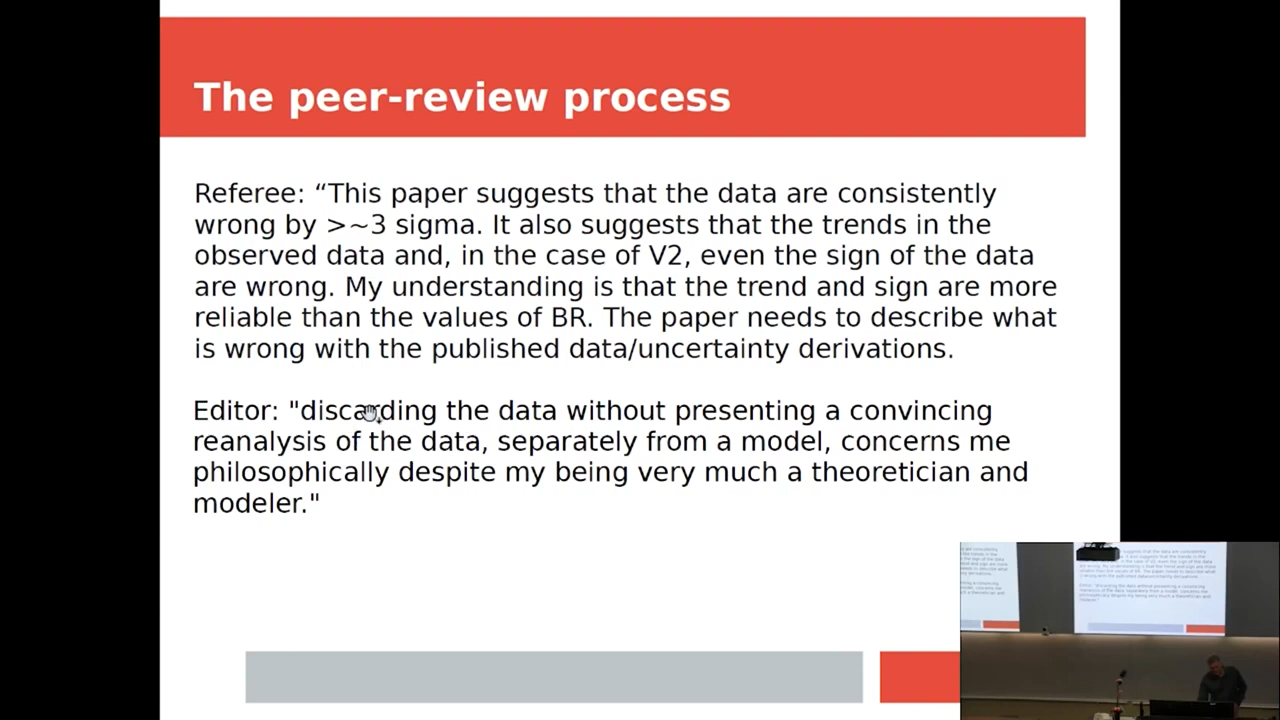 The peer-review process
Referee: “This paper suggests that the data are consistently
wrong by >~3 sigma. It also suggests that the trends in the
observed data and, in the case of V2, even the sign of the data
are wrong. My understanding is that the trend and sign are more
reliable than the values of BR. The paper needs to describe what
is wrong with the published data/uncertainty derivations.
Editor: "discarding the data without presenting a convincing
reanalysis of the data, separately from a model, concerns me
philosophically despite my being very much a theoretician and
modeler."